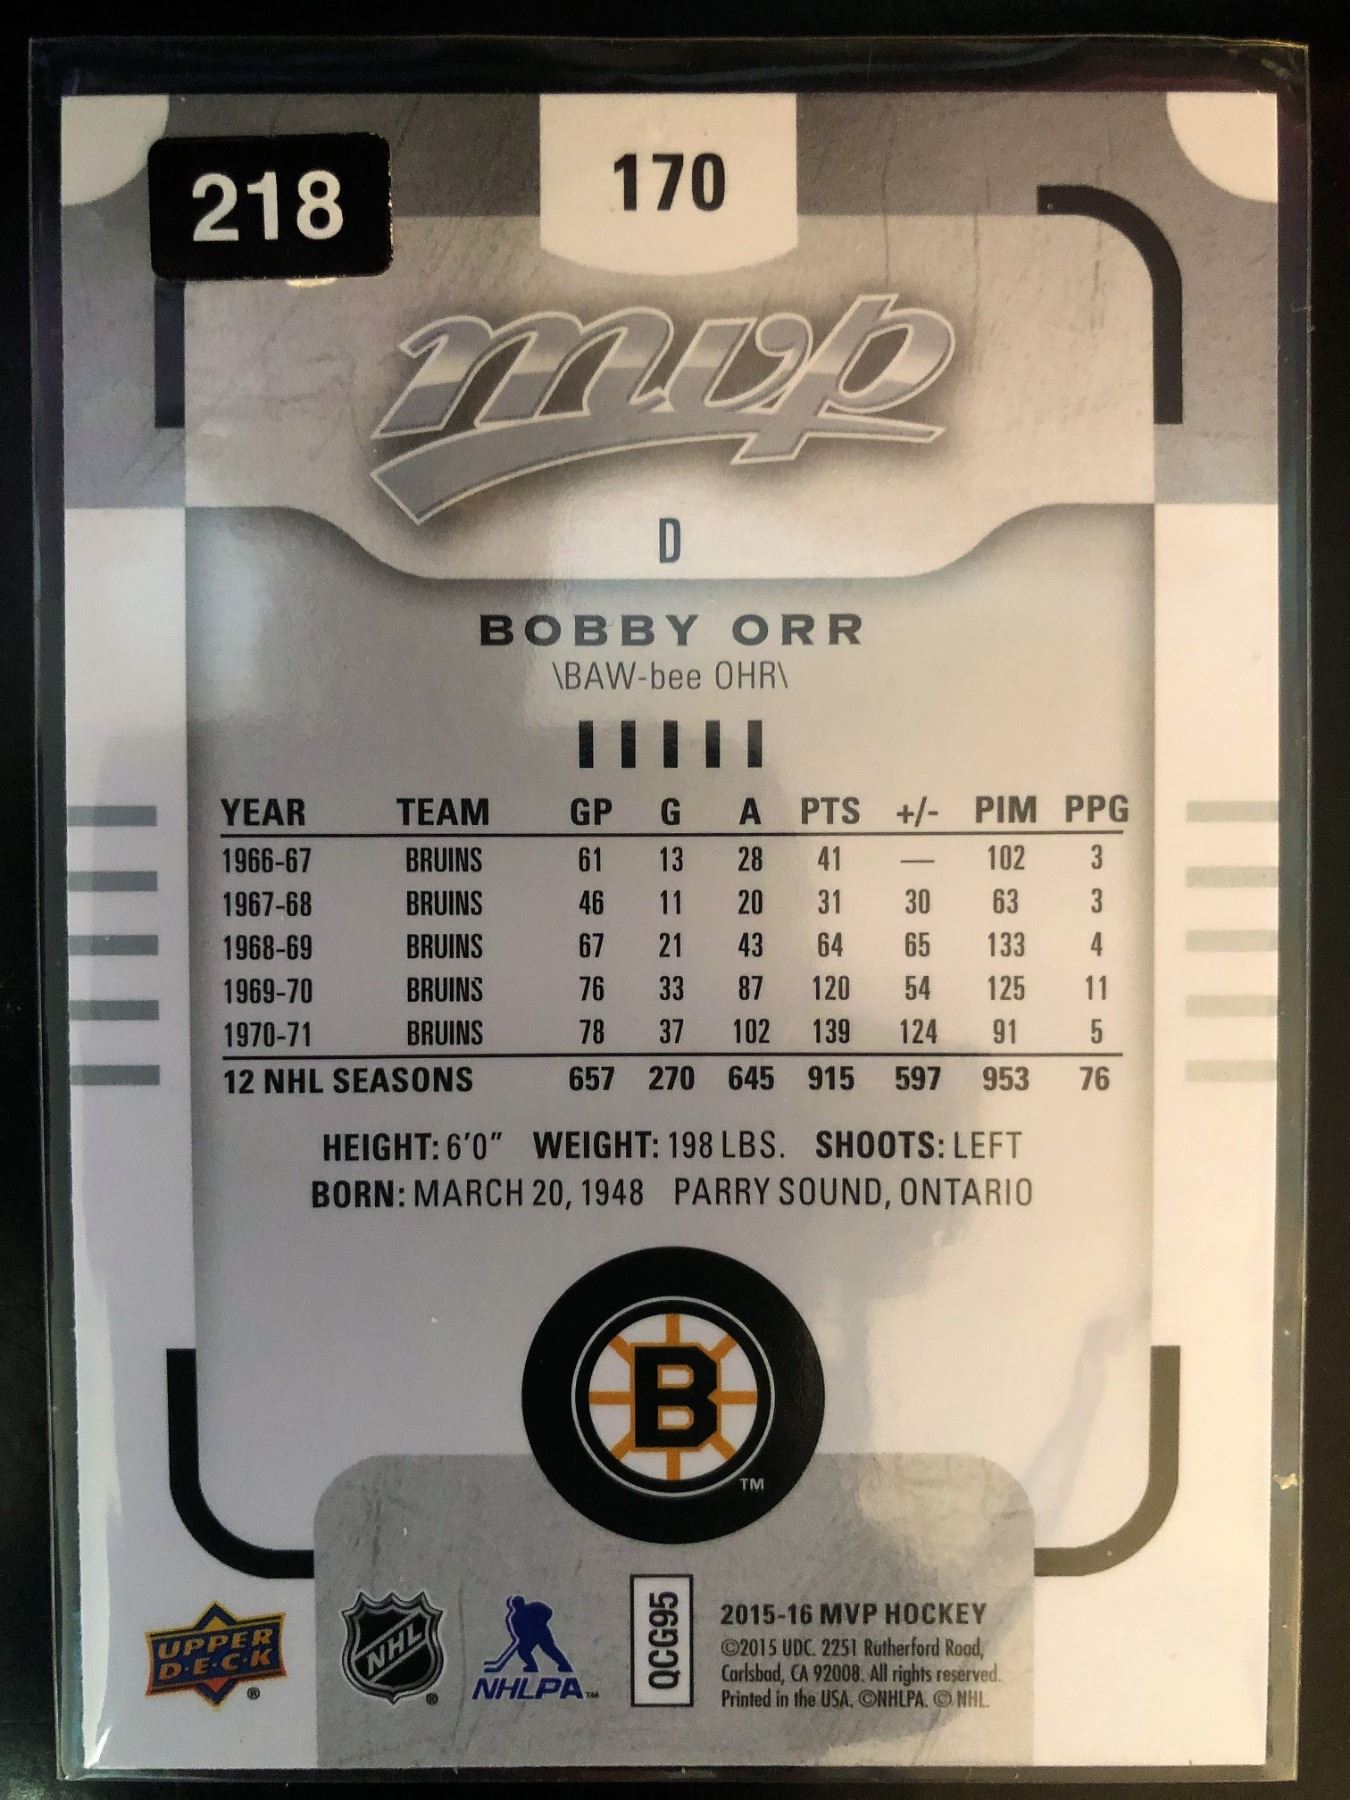 218
170
mvp
D
BOBBY ORR
\BAW-bee OHR\
YEAR TEAM GP G A PTS +/- PIM PPG
1966-67 BRUINS 61 13 28 41 — 102 3
1967-68 BRUINS 46 11 20 31 30 63 3
1968-69 BRUINS 67 21 43 64 65 133 4
1969-70 BRUINS 76 33 87 120 54 125 11
1970-71 BRUINS 78 37 102 139 124 91 5
12 NHL SEASONS 657 270 645 915 597 953 76
HEIGHT: 6'0" WEIGHT: 198 LBS. SHOOTS: LEFT
BORN: MARCH 20, 1948 PARRY SOUND, ONTARIO
B
TM
UPPER
D·E·C·K
®
NHL
®
NHLPA™
QCG95
2015-16 MVP HOCKEY
©2015 UDC. 2251 Rutherford Road,
Carlsbad, CA 92008. All rights reserved.
Printed in the USA. ©NHLPA. © NHL.